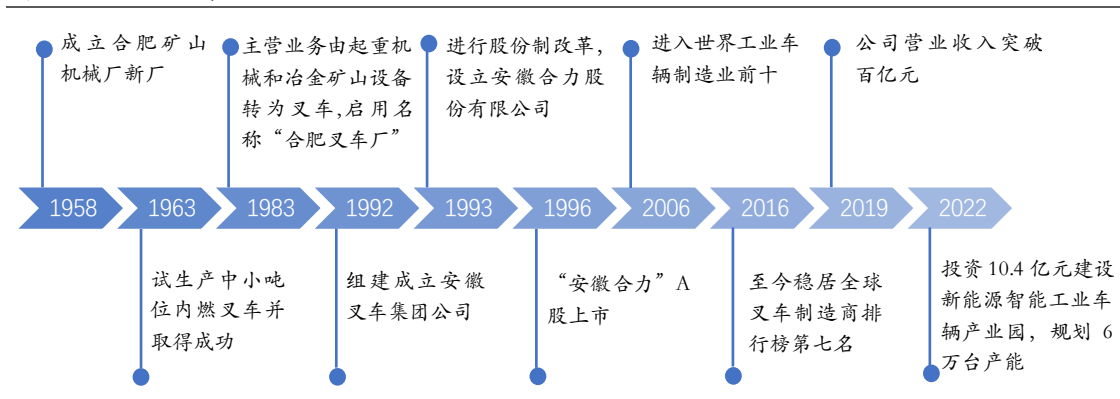 成立合肥矿山
机械厂新厂
主营业务由起重机
械和冶金矿山设备
转为叉车,启用名
称“合肥叉车厂”
进行股份制改革，
设立安徽合力股
份有限公司
进入世界工业车
辆制造业前十
公司营业收入突破
百亿元
1958
1963
1983
1992
1993
1996
2006
2016
2019
2022
试生产中小吨
位内燃叉车并
取得成功
组建成立安徽
叉车集团公司
“安徽合力”A
股上市
至今稳居全球
叉车制造商排
行榜第七名
投资 10.4 亿元建设
新能源智能工业车
辆产业园，规划 6
万台产能